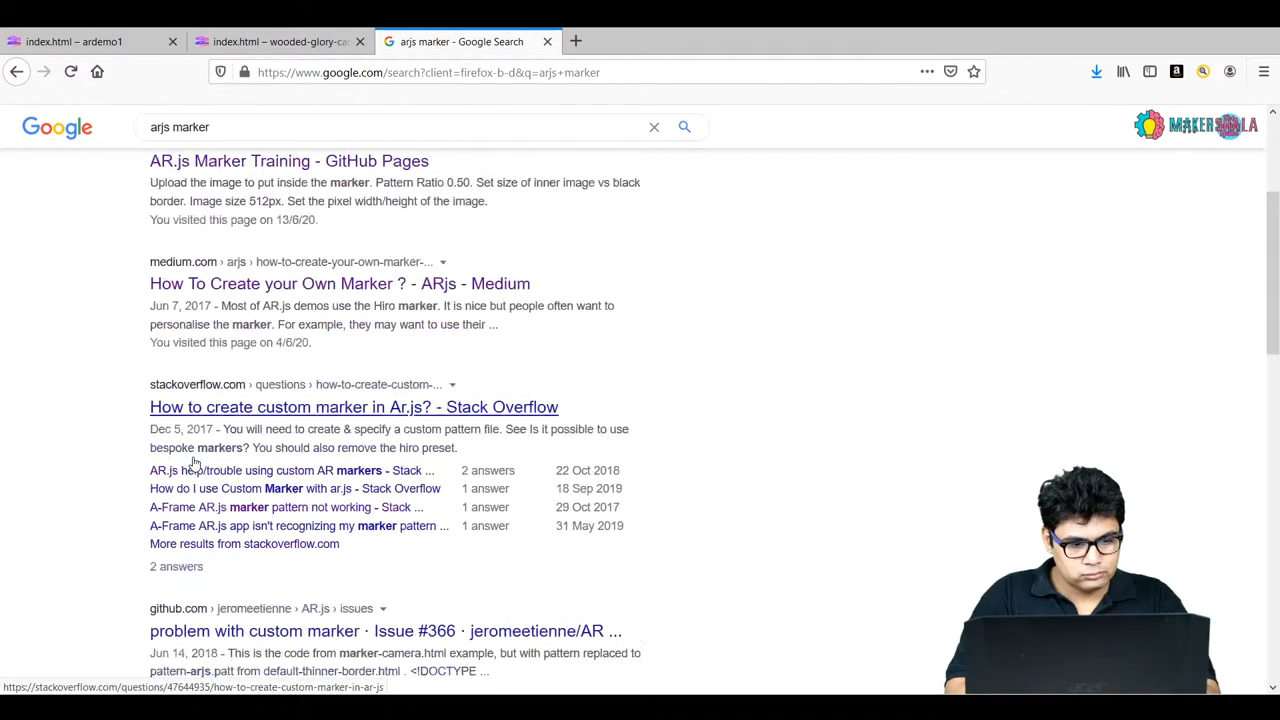 index.html – ardemo1
index.html – wooded-glory-ca
arjs marker - Google Search
https://www.google.com/search?client=firefox-b-d&q=arjs+marker
Google
arjs marker
AR.js Marker Training - GitHub Pages
Upload the image to put inside the marker. Pattern Ratio 0.50. Set size of inner image vs black
border. Image size 512px. Set the pixel width/height of the image.
You visited this page on 13/6/20.
medium.com › arjs › how-to-create-your-own-marker-...
How To Create your Own Marker ? - ARjs - Medium
Jun 7, 2017 - Most of AR.js demos use the Hiro marker. It is nice but people often want to
personalise the marker. For example, they may want to use their ...
You visited this page on 4/6/20.
stackoverflow.com › questions › how-to-create-custom-...
How to create custom marker in Ar.js? - Stack Overflow
Dec 5, 2017 - You will need to create & specify a custom pattern file. See Is it possible to use
bespoke markers? You should also remove the hiro preset.
AR.js help/trouble using custom AR markers - Stack ... 2 answers 22 Oct 2018
How do I use Custom Marker with ar.js - Stack Overflow 1 answer 18 Sep 2019
A-Frame AR.js marker pattern not working - Stack ... 1 answer 29 Oct 2017
A-Frame AR.js app isn't recognizing my marker pattern ... 1 answer 31 May 2019
More results from stackoverflow.com
2 answers
github.com › jeromeetienne › AR.js › issues
problem with custom marker · Issue #366 · jeromeetienne/AR ...
Jun 14, 2018 - This is the code from marker-camera.html example, but with pattern replaced to
pattern-arjs.patt from default-thinner-border.html. <!DOCTYPE ...
https://stackoverflow.com/questions/47644935/how-to-create-custom-marker-in-ar-js
acer